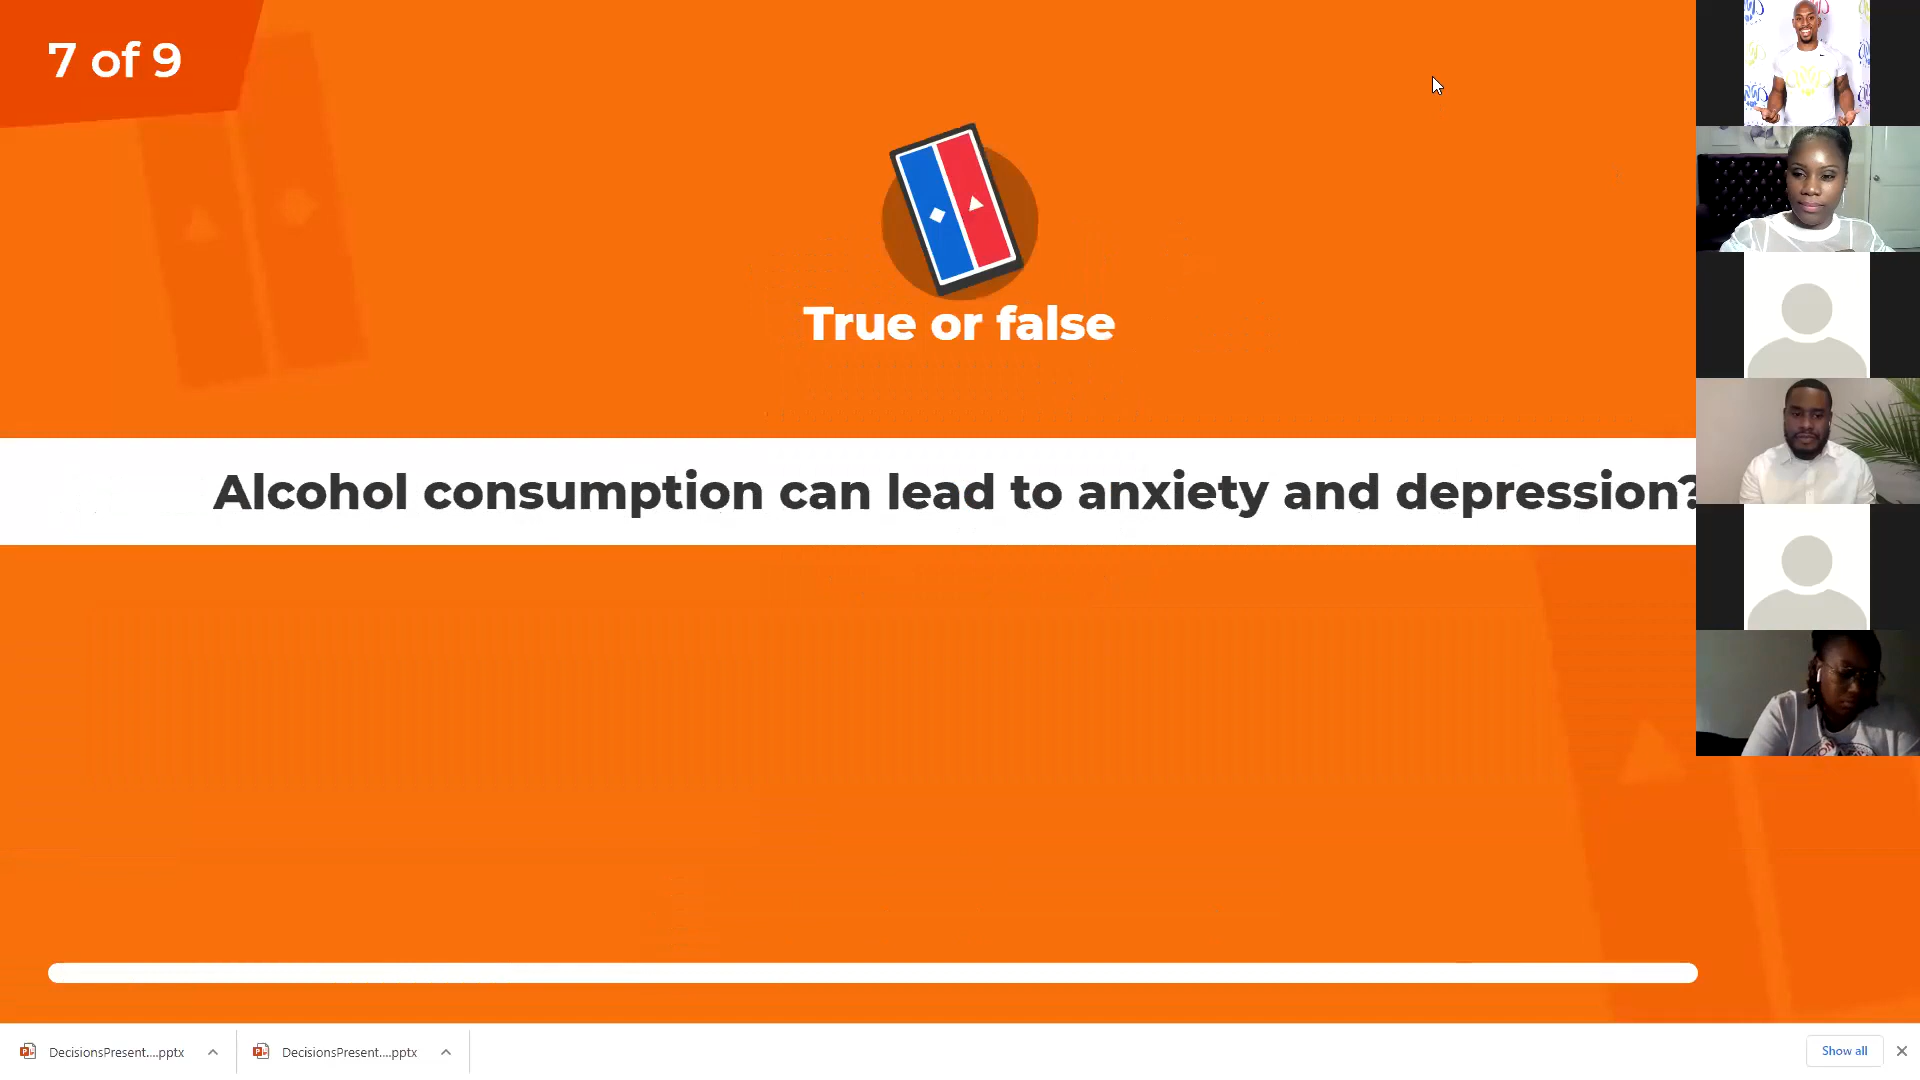 7 of 9
True or false
Alcohol consumption can lead to anxiety and depression?
DecisionsPresent....pptx
DecisionsPresent....pptx
Show all